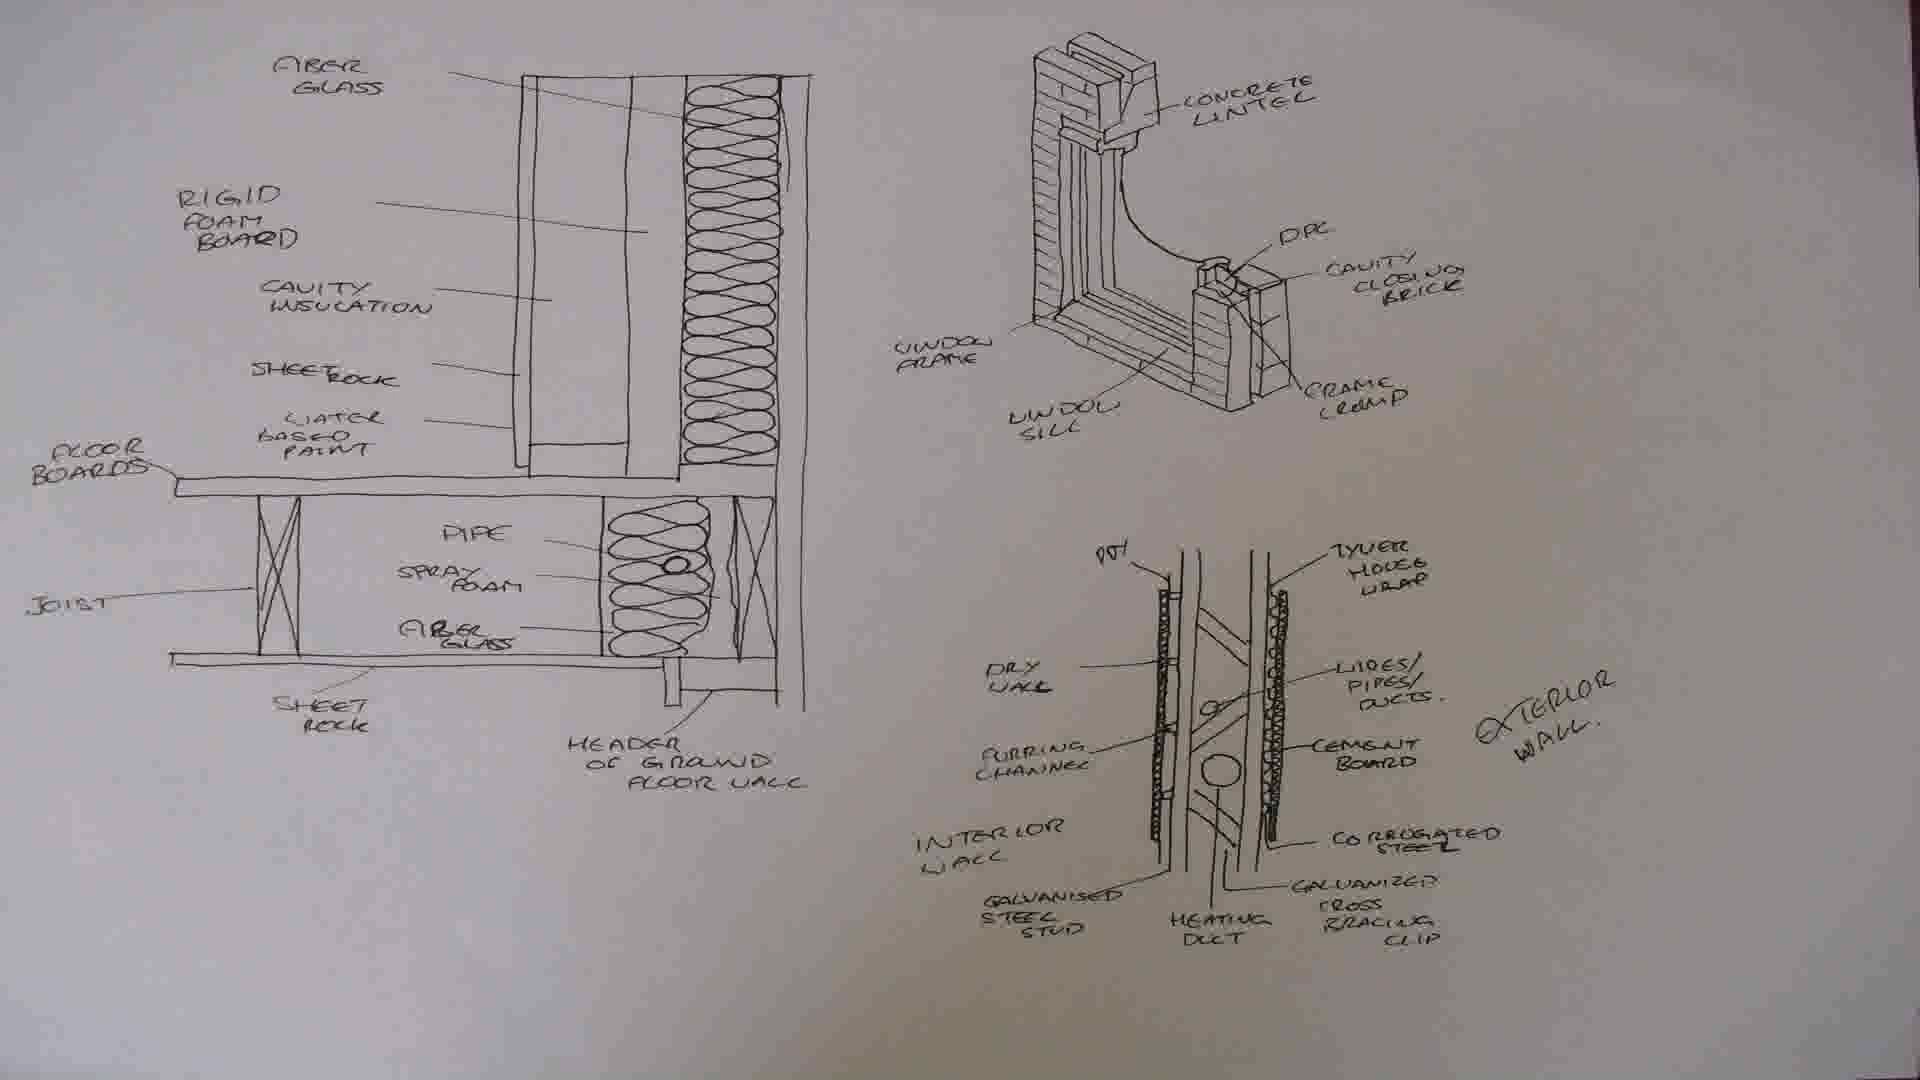 FIBER
GLASS
RIGID
FOAM
BOARD
CAVITY
INSULATION
SHEET
ROCK
WATER
BASED
PAINT
FLOOR
BOARDS
PIPE
SPRAY
FOAM
JOIST
FIBER
GLASS
SHEET
ROCK
HEADER
OF GROUND
FLOOR WALL
CONCRETE
LINTEL
DPC
CAVITY
CLOSING
BRICK
WINDOW
FRAME
WINDOW
SILL
FRAME
CRAMP
HOUSE
WRAP
DRY
WALL
PIPES/
DUCTS.
FURRING
CHANNEL
CEMENT
BOARD
EXTERIOR
WALL.
INTERIOR
WALL
CORRUGATED
STEEL
GALVANISED
STEEL
STUD
HEATING
DUCT
GALVANIZED
CROSS
BRACING
CLIP